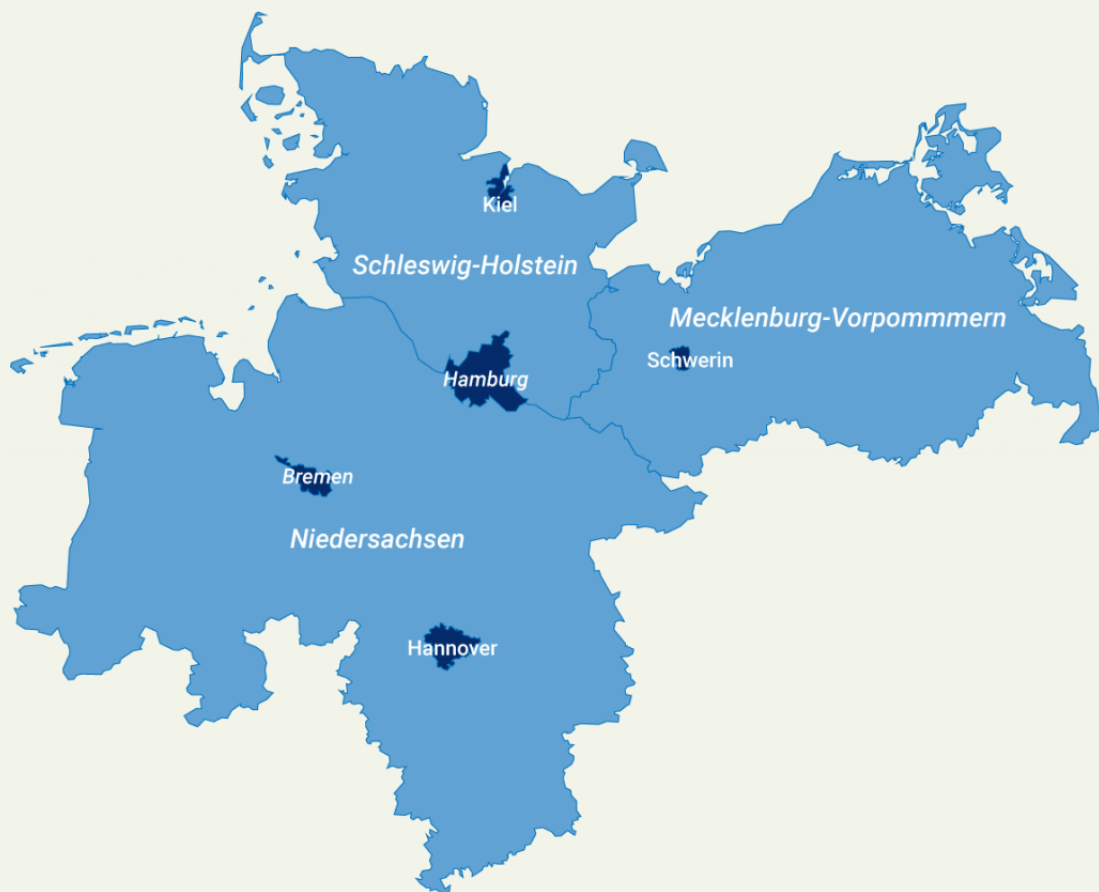 Kiel
Schleswig-Holstein
Mecklenburg-Vorpommmern
Schwerin
Hamburg
Bremen
Niedersachsen
Hannover